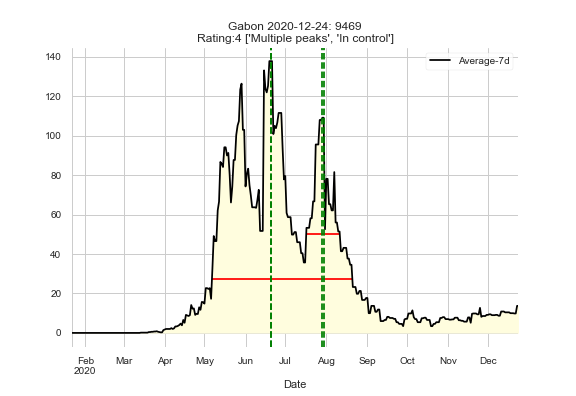 Gabon 2020-12-24: 9469
Rating:4 ['Multiple peaks', 'In control']
Average-7d
140
120
100
80
60
40
20
0
Feb Mar Apr May Jun Jul Aug Sep Oct Nov Dec
2020
Date